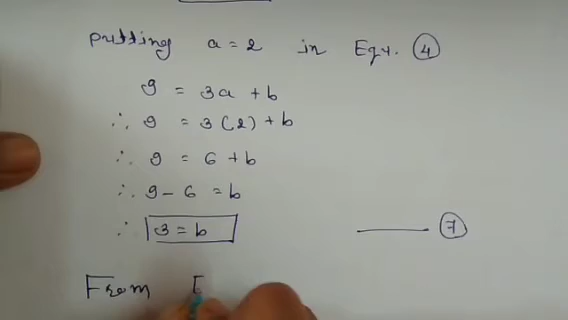 putting a = 2 in Eqn. 4
9 = 3a + b
∴ 9 = 3(2) + b
∴ 9 = 6 + b
∴ 9 - 6 = b
∴ 3 = b 7
From